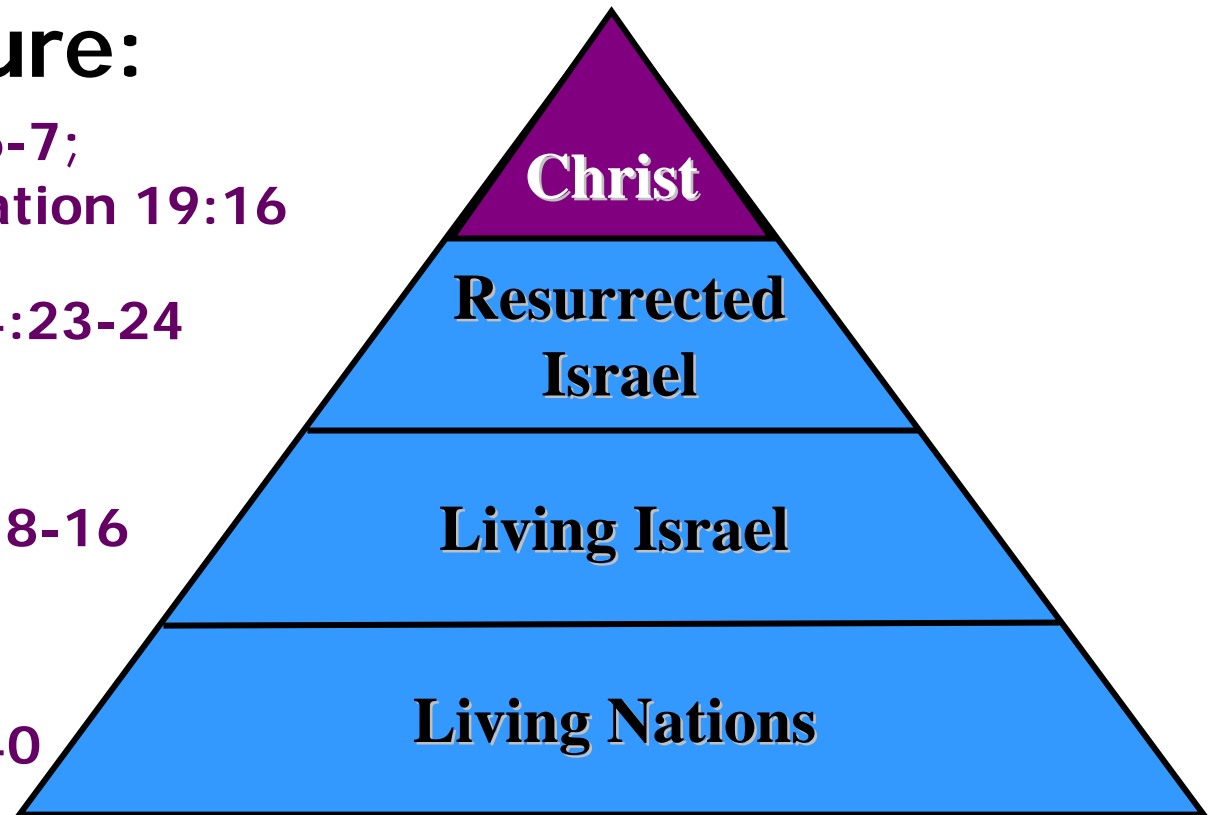 ure:
-7;
ation 19:16
Christ
Resurrected
Israel
:23-24
Living Israel
8-16
Living Nations
0